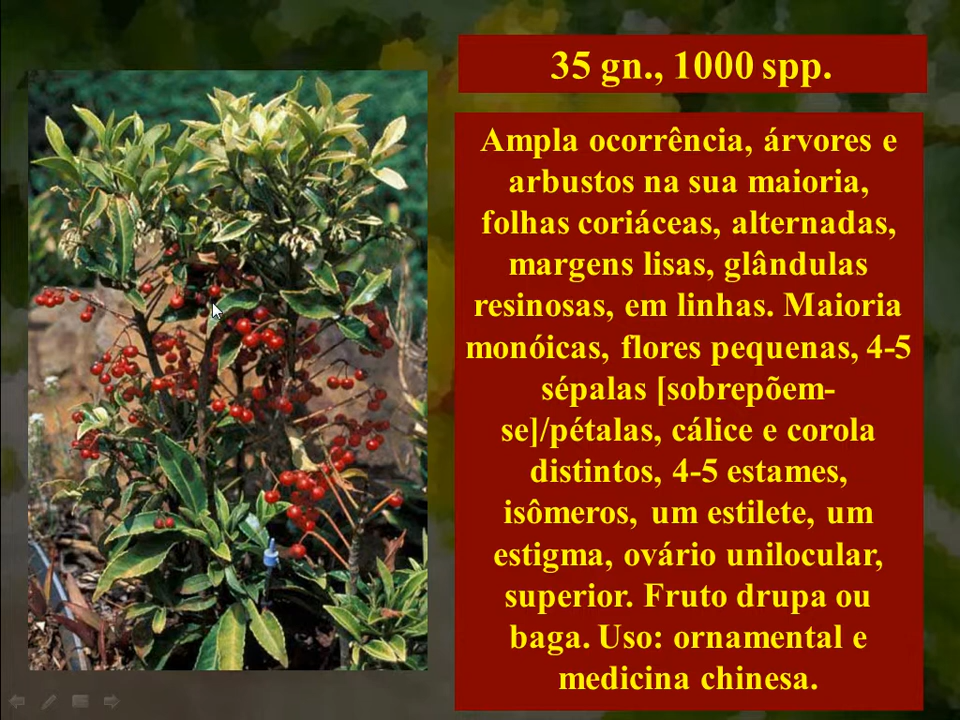 35 gn., 1000 spp.
Ampla ocorrência, árvores e
arbustos na sua maioria,
folhas coriáceas, alternadas,
margens lisas, glândulas
resinosas, em linhas. Maioria
monóicas, flores pequenas, 4-5
sépalas [sobrepõem-
se]/pétalas, cálice e corola
distintos, 4-5 estames,
isômeros, um estilete, um
estigma, ovário unilocular,
superior. Fruto drupa ou
baga. Uso: ornamental e
medicina chinesa.